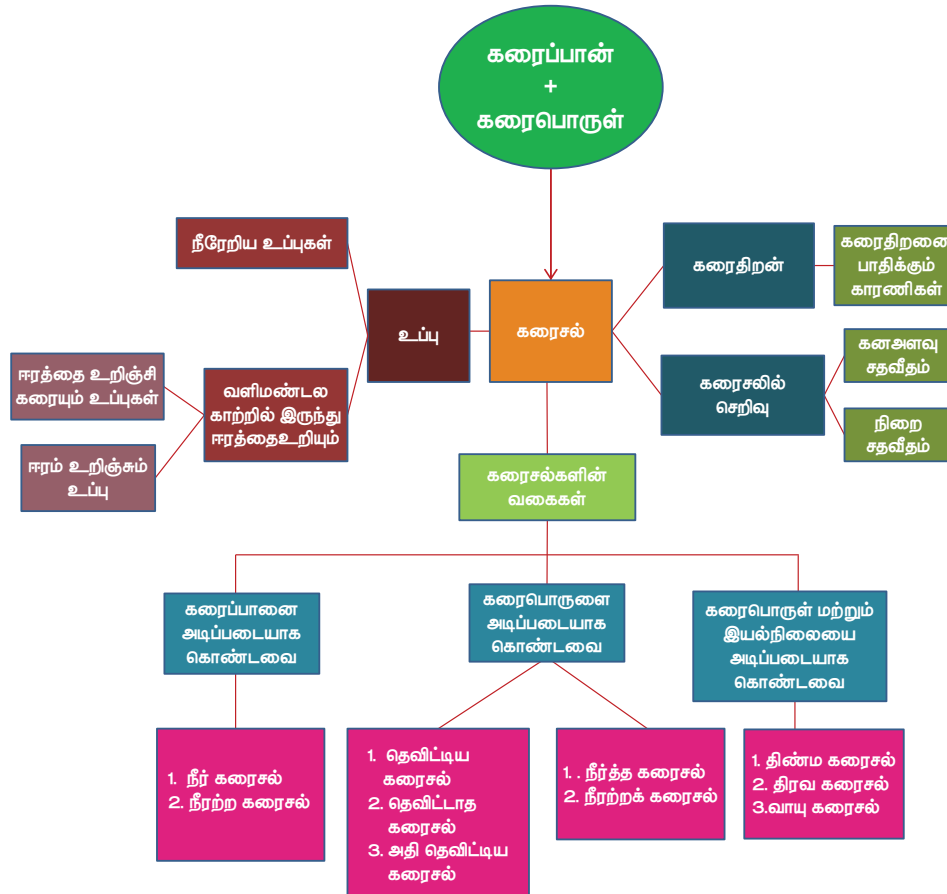 கரைப்பான்
+
கரைபொருள்
நீரேறிய உப்புகள்
கரைதிறன்
கரைதிறனை
பாதிக்கும்
காரணிகள்
உப்பு
கரைசல்
ஈரத்தை உறிஞ்சி
கரையும் உப்புகள்
வளிமண்டல
காற்றில் இருந்து
ஈரத்தைஉறியும்
கரைசலில்
செறிவு
கனஅளவு
சதவீதம்
நிறை
சதவீதம்
ஈரம் உறிஞ்சும்
உப்பு
கரைசல்களின்
வகைகள்
கரைப்பானை
அடிப்படையாக
கொண்டவை
கரைபொருளை
அடிப்படையாக
கொண்டவை
கரைபொருள் மற்றும்
இயல்நிலையை
அடிப்படையாக
கொண்டவை
1. நீர் கரைசல்
2. நீரற்ற கரைசல்
1. தெவிட்டிய
கரைசல்
2. தெவிட்டாத
கரைசல்
3. அதி தெவிட்டிய
கரைசல்
1. . நீர்த்த கரைசல்
2. நீரற்றக் கரைசல்
1. திண்ம கரைசல்
2. திரவ கரைசல்
3.வாயு கரைசல்